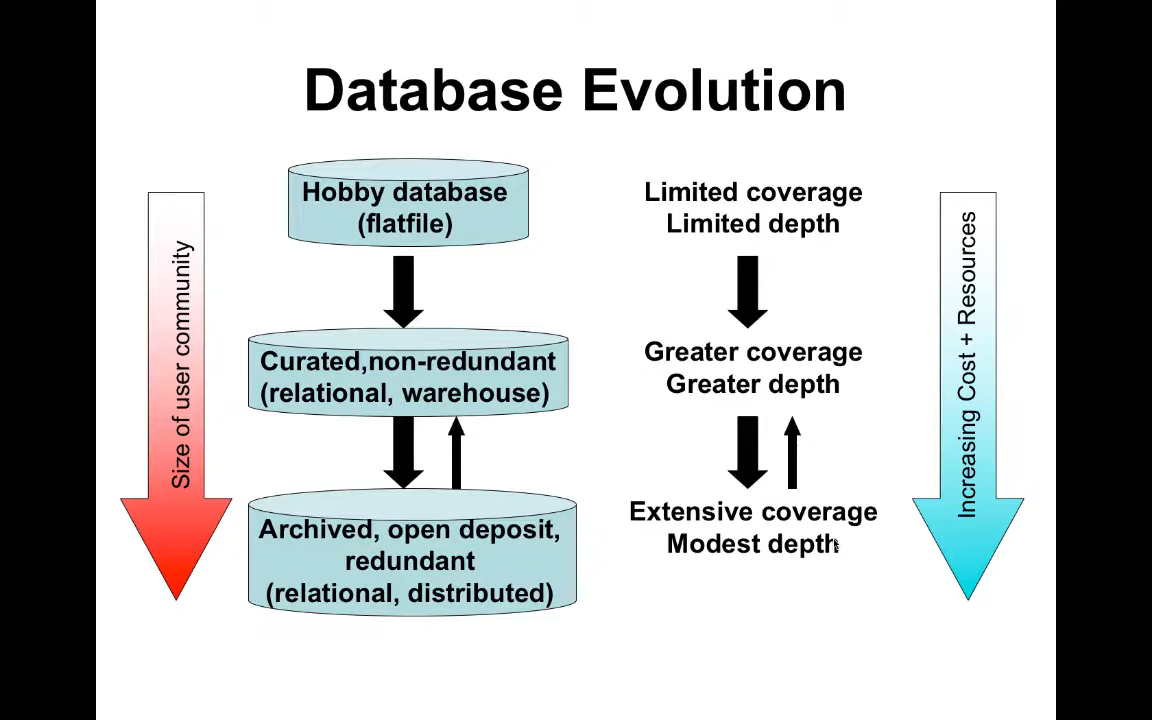 Database Evolution
Size of user community
Hobby database
(flatfile)
Curated,non-redundant
(relational, warehouse)
Archived, open deposit,
redundant
(relational, distributed)
Limited coverage
Limited depth
Greater coverage
Greater depth
Extensive coverage
Modest depth
Increasing Cost + Resources